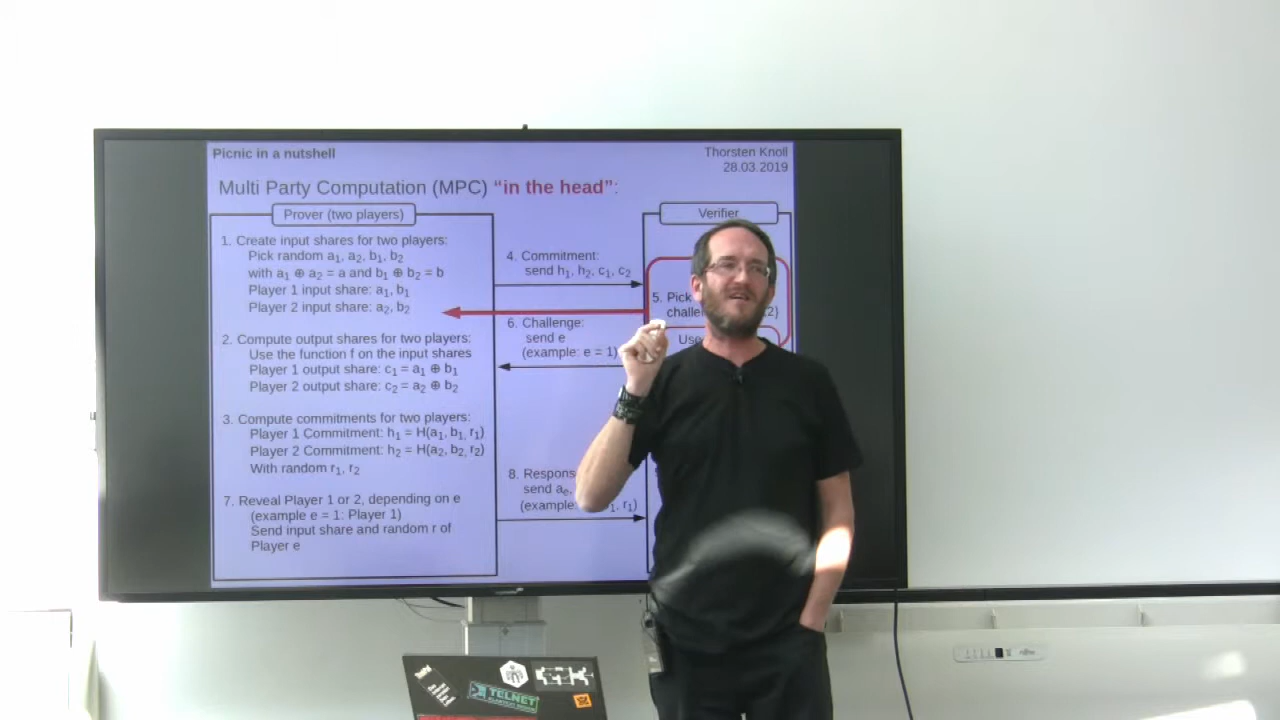 Picnic in a nutshell
Thorsten Knoll
28.03.2019
Multi Party Computation (MPC) “in the head”:
Prover (two players)
1. Create input shares for two players:
Pick random a₁, a₂, b₁, b₂
with a₁ ⊕ a₂ = a and b₁ ⊕ b₂ = b
Player 1 input share: a₁, b₁
Player 2 input share: a₂, b₂
2. Compute output shares for two players:
Use the function f on the input shares
Player 1 output share: c₁ = a₁ ⊕ b₁
Player 2 output share: c₂ = a₂ ⊕ b₂
3. Compute commitments for two players:
Player 1 Commitment: h₁ = H(a₁, b₁, r₁)
Player 2 Commitment: h₂ = H(a₂, b₂, r₂)
With random r₁, r₂
7. Reveal Player 1 or 2, depending on e
(example e = 1: Player 1)
Send input share and random r of
Player e
4. Commitment:
send h₁, h₂, c₁, c₂
6. Challenge:
send e
(example: e = 1)
8. Respons
send aₑ,
(example:
₁, r₁)
Verifier
5. Pick
challe
2}
Use
TELNET